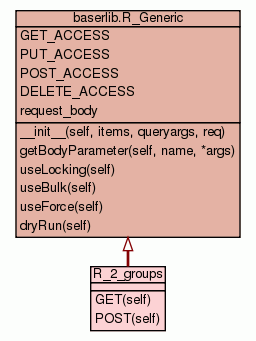 baserlib.R_Generic
GET_ACCESS
PUT_ACCESS
POST_ACCESS
DELETE_ACCESS
request_body
__init__(self, items, queryargs, req)
getBodyParameter(self, name, *args)
useLocking(self)
useBulk(self)
useForce(self)
dryRun(self)
R_2_groups
GET(self)
POST(self)